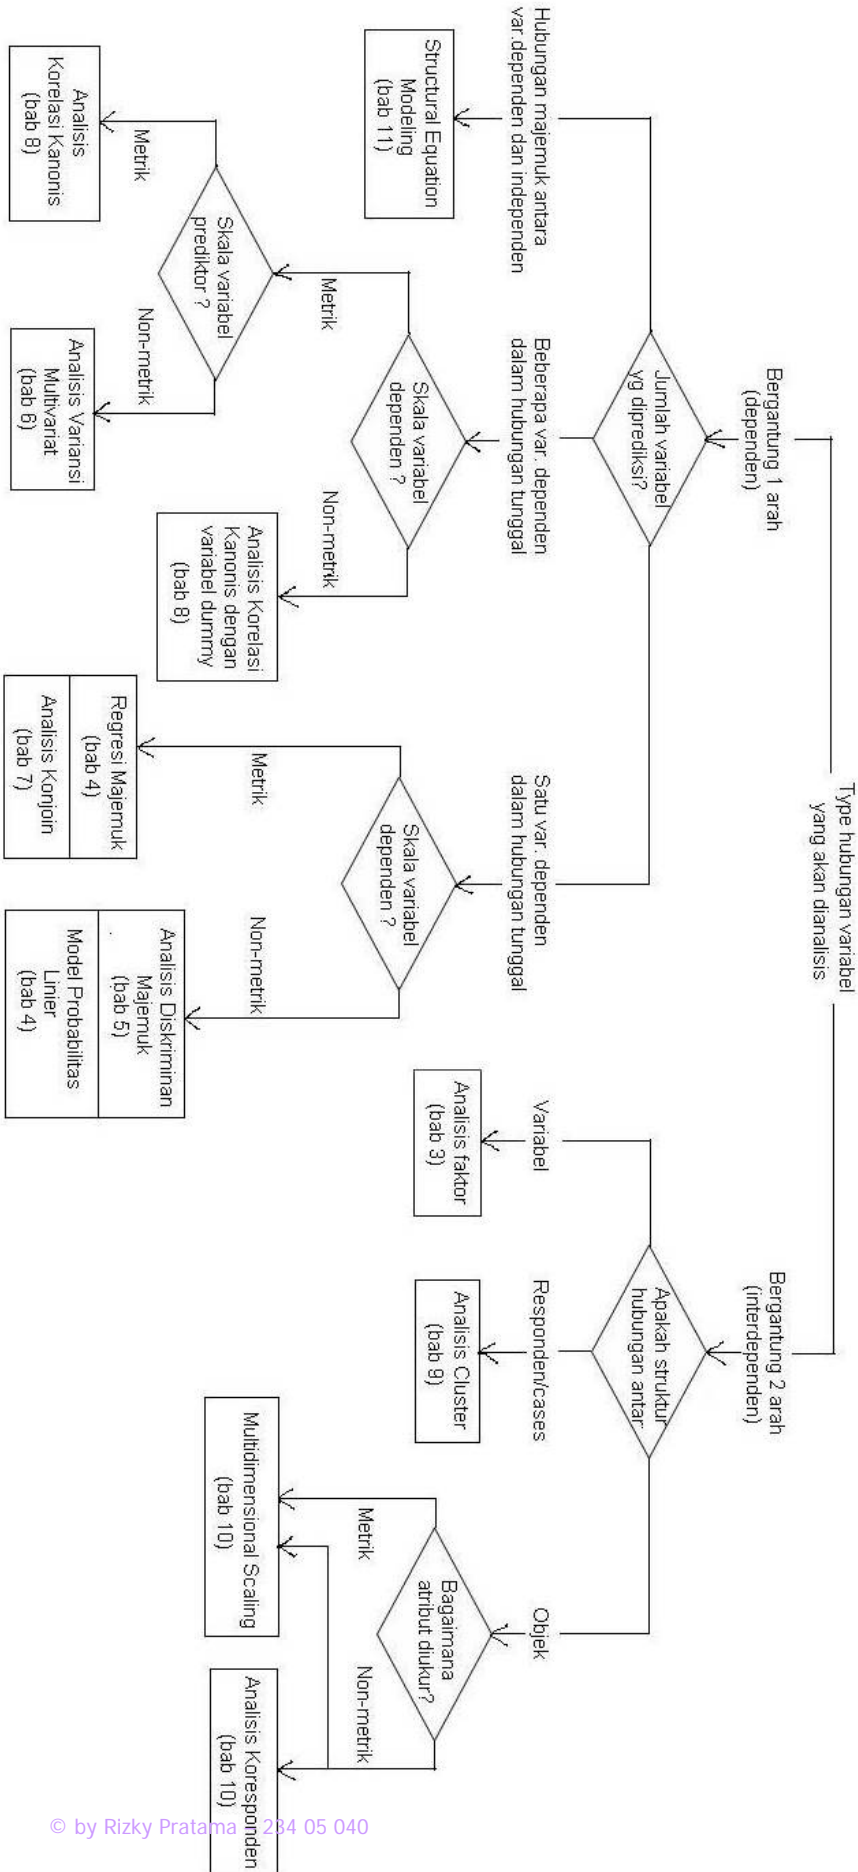 Type hubungan variabel
yang akan dianalisis
Bergantung 1 arah
(dependen)
Bergantung 2 arah
(interdependen)
Jumlah variabel
yg diprediksi?
Apakah struktur
hubungan antar
Hubungan majemuk antara
var.dependen dan independen
Beberapa var. dependen
dalam hubungan tunggal
Satu var. dependen
dalam hubungan tunggal
Variabel
Responden/cases
Objek
Structural Equation
Modeling
(bab 11)
Skala variabel
dependen ?
Skala variabel
dependen ?
Analisis faktor
(bab 3)
Analisis Cluster
(bab 9)
Bagaimana
atribut diukur?
Metrik
Non-metrik
Metrik
Non-metrik
Metrik
Non-metrik
Skala variabel
prediktor ?
Analisis Korelasi
Kanonis dengan
variabel dummy
(bab 8)
Multidimensional Scaling
(bab 10)
Analisis Koresponden
(bab 10)
Metrik
Non-metrik
Analisis
Korelasi Kanonis
(bab 8)
Analisis Variansi
Multivariat
(bab 6)
Regresi Majemuk
(bab 4)
Analisis Konjoin
(bab 7)
Analisis Diskriminan
Majemuk
(bab 5)
.
Model Probabilitas
Linier
(bab 4)
© by Rizky Pratama - 234 05 040